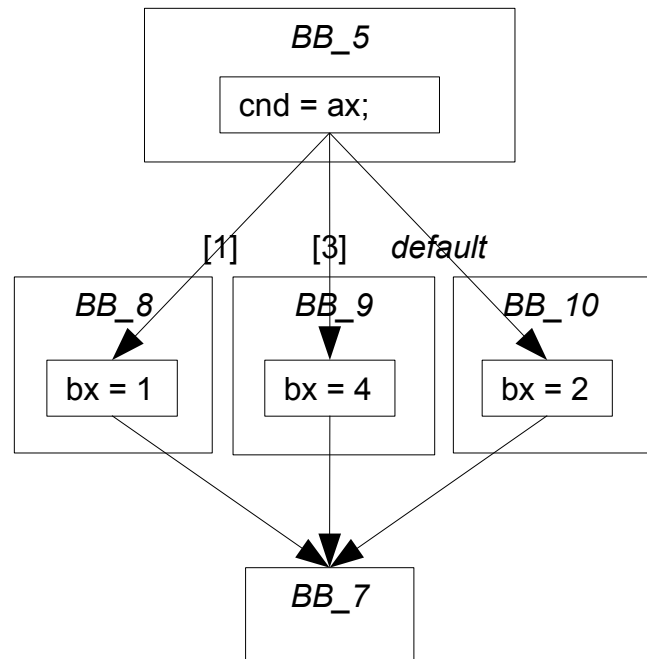 BB_5
cnd = ax;
[1] [3] default
BB_8 BB_9 BB_10
bx = 1 bx = 4 bx = 2
BB_7